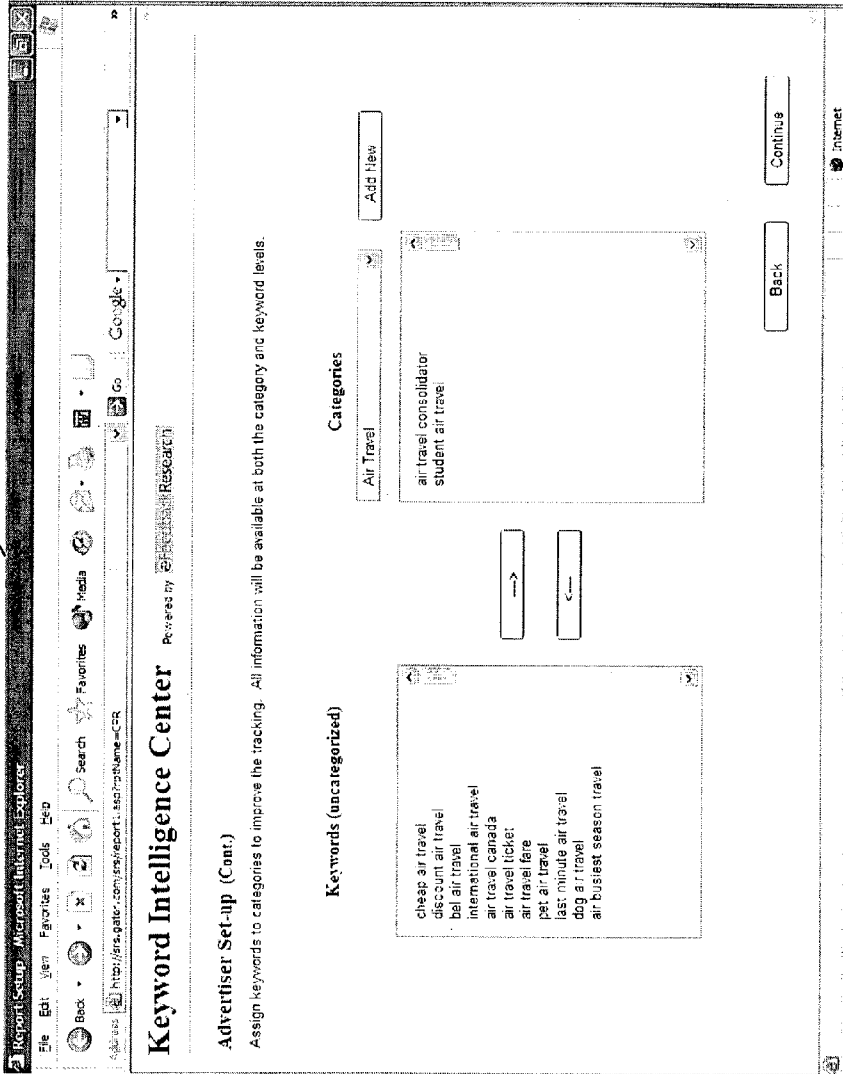 Report Setup - Microsoft Internet Explorer
File Edit View Favorites Tools Help
Back Search Favorites Media
Address http://srs.gator.com/srs/report1.asp?rptName=CPR Go Google
Keyword Intelligence Center Powered by Research
Advertiser Set-up (Cont.)
Assign keywords to categories to improve the tracking. All information will be available at both the category and keyword levels.
Keywords (uncategorized)
cheap air travel
discount air travel
bel air travel
international air travel
air travel canada
air travel ticket
air travel fare
pet air travel
last minute air travel
dog air travel
air busiest season travel
--->
<---
Categories
Air Travel
Add New
air travel consolidator
student air travel
Back
Continue
Internet